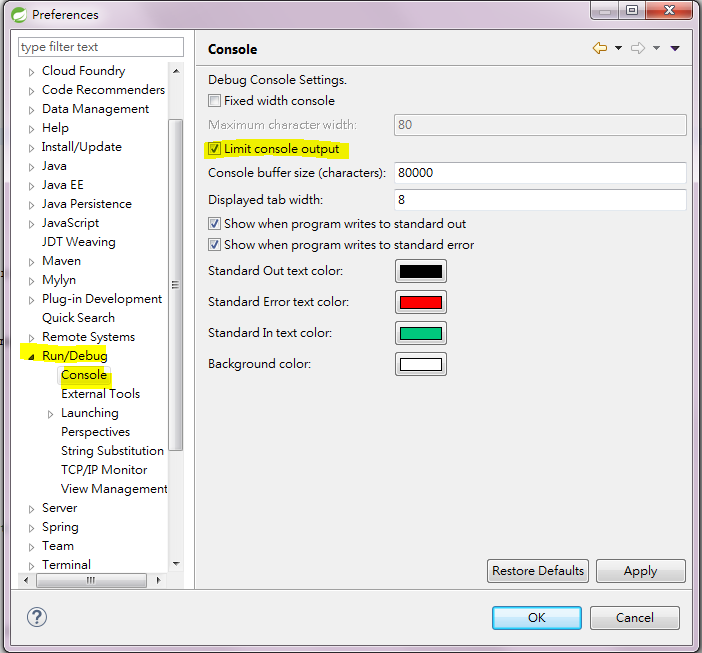 Preferences
type filter text
Cloud Foundry
Code Recommenders
Data Management
Help
Install/Update
Java
Java EE
Java Persistence
JavaScript
JDT Weaving
Maven
Mylyn
Plug-in Development
Quick Search
Remote Systems
Run/Debug
Console
External Tools
Launching
Perspectives
String Substitution
TCP/IP Monitor
View Management
Server
Spring
Team
Terminal
Console
Debug Console Settings.
Fixed width console
Maximum character width: 80
Limit console output
Console buffer size (characters): 80000
Displayed tab width: 8
Show when program writes to standard out
Show when program writes to standard error
Standard Out text color:
Standard Error text color:
Standard In text color:
Background color:
Restore Defaults Apply
? OK Cancel